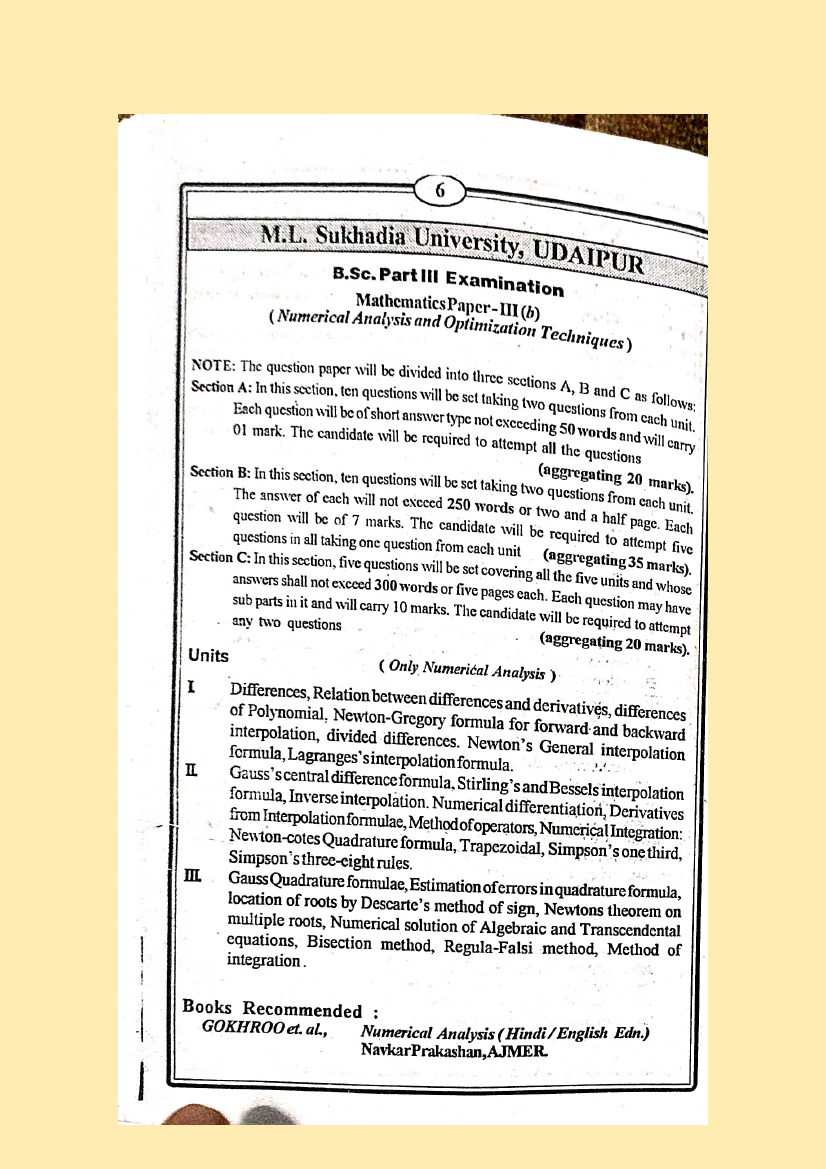 6
M.L. Sukhadia University, UDAIPUR
B.Sc. Part III Examination
Mathematics Paper - III (b)
( Numerical Analysis and Optimization Techniques )
NOTE: The question paper will be divided into three sections A, B and C as follows:
Section A: In this section, ten questions will be set taking two questions from each unit.
Each question will be of short answer type not exceeding 50 words and will carry
01 mark. The candidate will be required to attempt all the questions
(aggregating 20 marks).
Section B: In this section, ten questions will be set taking two questions from each unit.
The answer of each will not exceed 250 words or two and a half page. Each
question will be of 7 marks. The candidate will be required to attempt five
questions in all taking one question from each unit (aggregating 35 marks).
Section C: In this section, five questions will be set covering all the five units and whose
answers shall not exceed 300 words or five pages each. Each question may have
sub parts in it and will carry 10 marks. The candidate will be required to attempt
any two questions (aggregating 20 marks).
Units ( Only Numerical Analysis )
I Differences, Relation between differences and derivatives, differences
of Polynomial, Newton-Gregory formula for forward and backward
interpolation, divided differences. Newton's General interpolation
formula, Lagranges's interpolation formula.
II. Gauss's central difference formula, Stirling's and Bessels interpolation
formula, Inverse interpolation. Numerical differentiation, Derivatives
from Interpolation formulae, Method of operators, Numerical Integration:
Newton-cotes Quadrature formula, Trapezoidal, Simpson's one third,
Simpson's three-eight rules.
III. Gauss Quadrature formulae, Estimation of errors in quadrature formula,
location of roots by Descarte's method of sign, Newtons theorem on
multiple roots, Numerical solution of Algebraic and Transcendental
equations, Bisection method, Regula-Falsi method, Method of
integration.
Books Recommended :
GOKHROO et. al., Numerical Analysis ( Hindi / English Edn.)
Navkar Prakashan, AJMER.